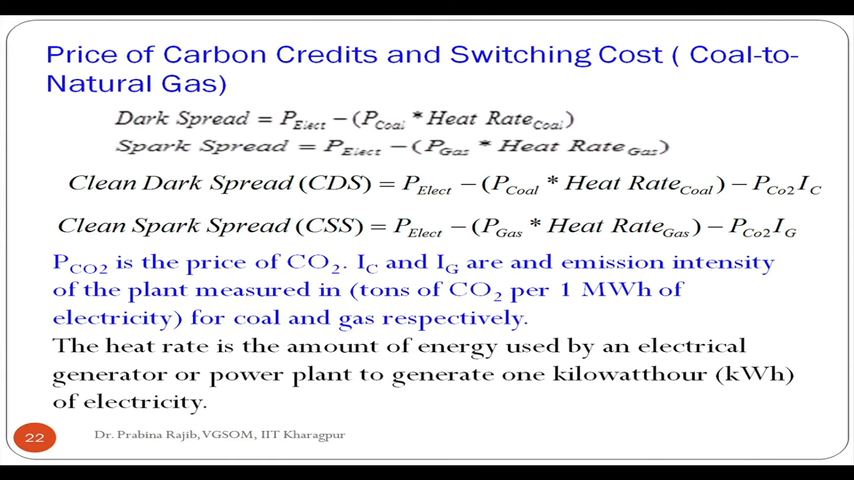 Price of Carbon Credits and Switching Cost ( Coal-to-
Natural Gas)
Dark Spread = P_Elect − (P_Coal * Heat Rate_Coal)
Spark Spread = P_Elect − (P_Gas * Heat Rate_Gas)
Clean Dark Spread (CDS) = P_Elect − (P_Coal * Heat Rate_Coal) − P_Co2 I_C
Clean Spark Spread (CSS) = P_Elect − (P_Gas * Heat Rate_Gas) − P_Co2 I_G
P_CO2 is the price of CO₂. I_C and I_G are and emission intensity
of the plant measured in (tons of CO₂ per 1 MWh of
electricity) for coal and gas respectively.
The heat rate is the amount of energy used by an electrical
generator or power plant to generate one kilowatthour (kWh)
of electricity.
22 Dr. Prabina Rajib, VGSOM, IIT Kharagpur